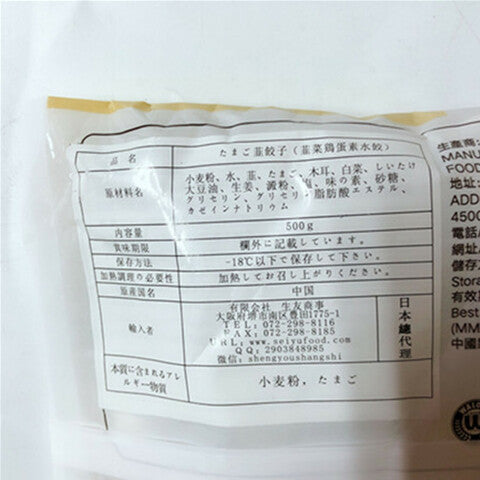 品名 たまご韮餃子(韮菜鶏蛋素水餃)
原材料名 小麦粉、水、韮、たまご、木耳、白菜、しいたけ
大豆油、生姜、澱粉、塩、味の素、砂糖、
グリセリン、グリセリン脂肪酸エステル、
カゼインナトリウム
内容量 500g
賞味期限 欄外に記載しています。
保存方法 -18℃以下で保存して下さい。
加熱調理の必要性 加熱してお召し上がりください
原産国名 中国
輸入者 有限会社 生友商事
大阪府堺市南区豊田1775-1
TEL: 072-298-8116
FAX: 072-298-8185
URL: www.seiyufood.com
QQ: 2903848985
微信: shengyoushangshi
日本總代理
本質に含まれるアレ
ルギー物質
小麦粉, たまご
生產商:
MANU
FOOD
地址:
ADD
4500
電話/
網址/
儲存方
Stora
有效期
Best
(MM
中國